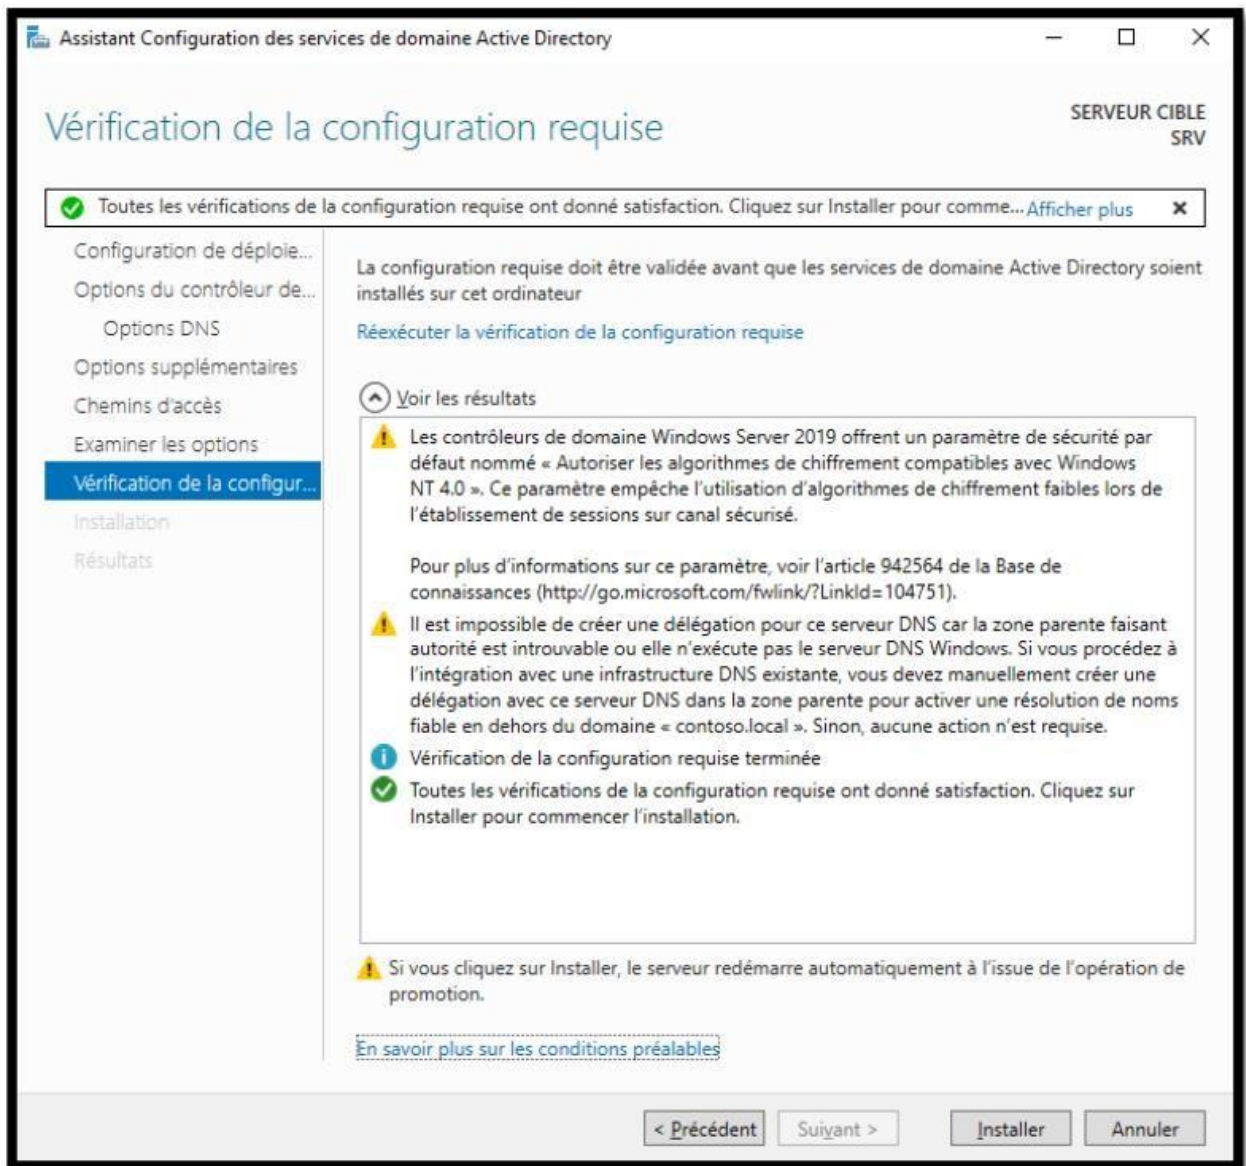 Assistant Configuration des services de domaine Active Directory
Vérification de la configuration requise
SERVEUR CIBLE
SRV
Toutes les vérifications de la configuration requise ont donné satisfaction. Cliquez sur Installer pour comme... Afficher plus
Configuration de déploie...
Options du contrôleur de...
Options DNS
Options supplémentaires
Chemins d'accès
Examiner les options
Vérification de la configur...
Installation
Résultats
La configuration requise doit être validée avant que les services de domaine Active Directory soient
installés sur cet ordinateur
Réexécuter la vérification de la configuration requise
Voir les résultats
Les contrôleurs de domaine Windows Server 2019 offrent un paramètre de sécurité par
défaut nommé « Autoriser les algorithmes de chiffrement compatibles avec Windows
NT 4.0 ». Ce paramètre empêche l'utilisation d'algorithmes de chiffrement faibles lors de
l'établissement de sessions sur canal sécurisé.
Pour plus d'informations sur ce paramètre, voir l'article 942564 de la Base de
connaissances (http://go.microsoft.com/fwlink/?LinkId=104751).
Il est impossible de créer une délégation pour ce serveur DNS car la zone parente faisant
autorité est introuvable ou elle n'exécute pas le serveur DNS Windows. Si vous procédez à
l'intégration avec une infrastructure DNS existante, vous devez manuellement créer une
délégation avec ce serveur DNS dans la zone parente pour activer une résolution de noms
fiable en dehors du domaine « contoso.local ». Sinon, aucune action n'est requise.
Vérification de la configuration requise terminée
Toutes les vérifications de la configuration requise ont donné satisfaction. Cliquez sur
Installer pour commencer l'installation.
Si vous cliquez sur Installer, le serveur redémarre automatiquement à l'issue de l'opération de
promotion.
En savoir plus sur les conditions préalables
< Précédent
Suivant >
Installer
Annuler